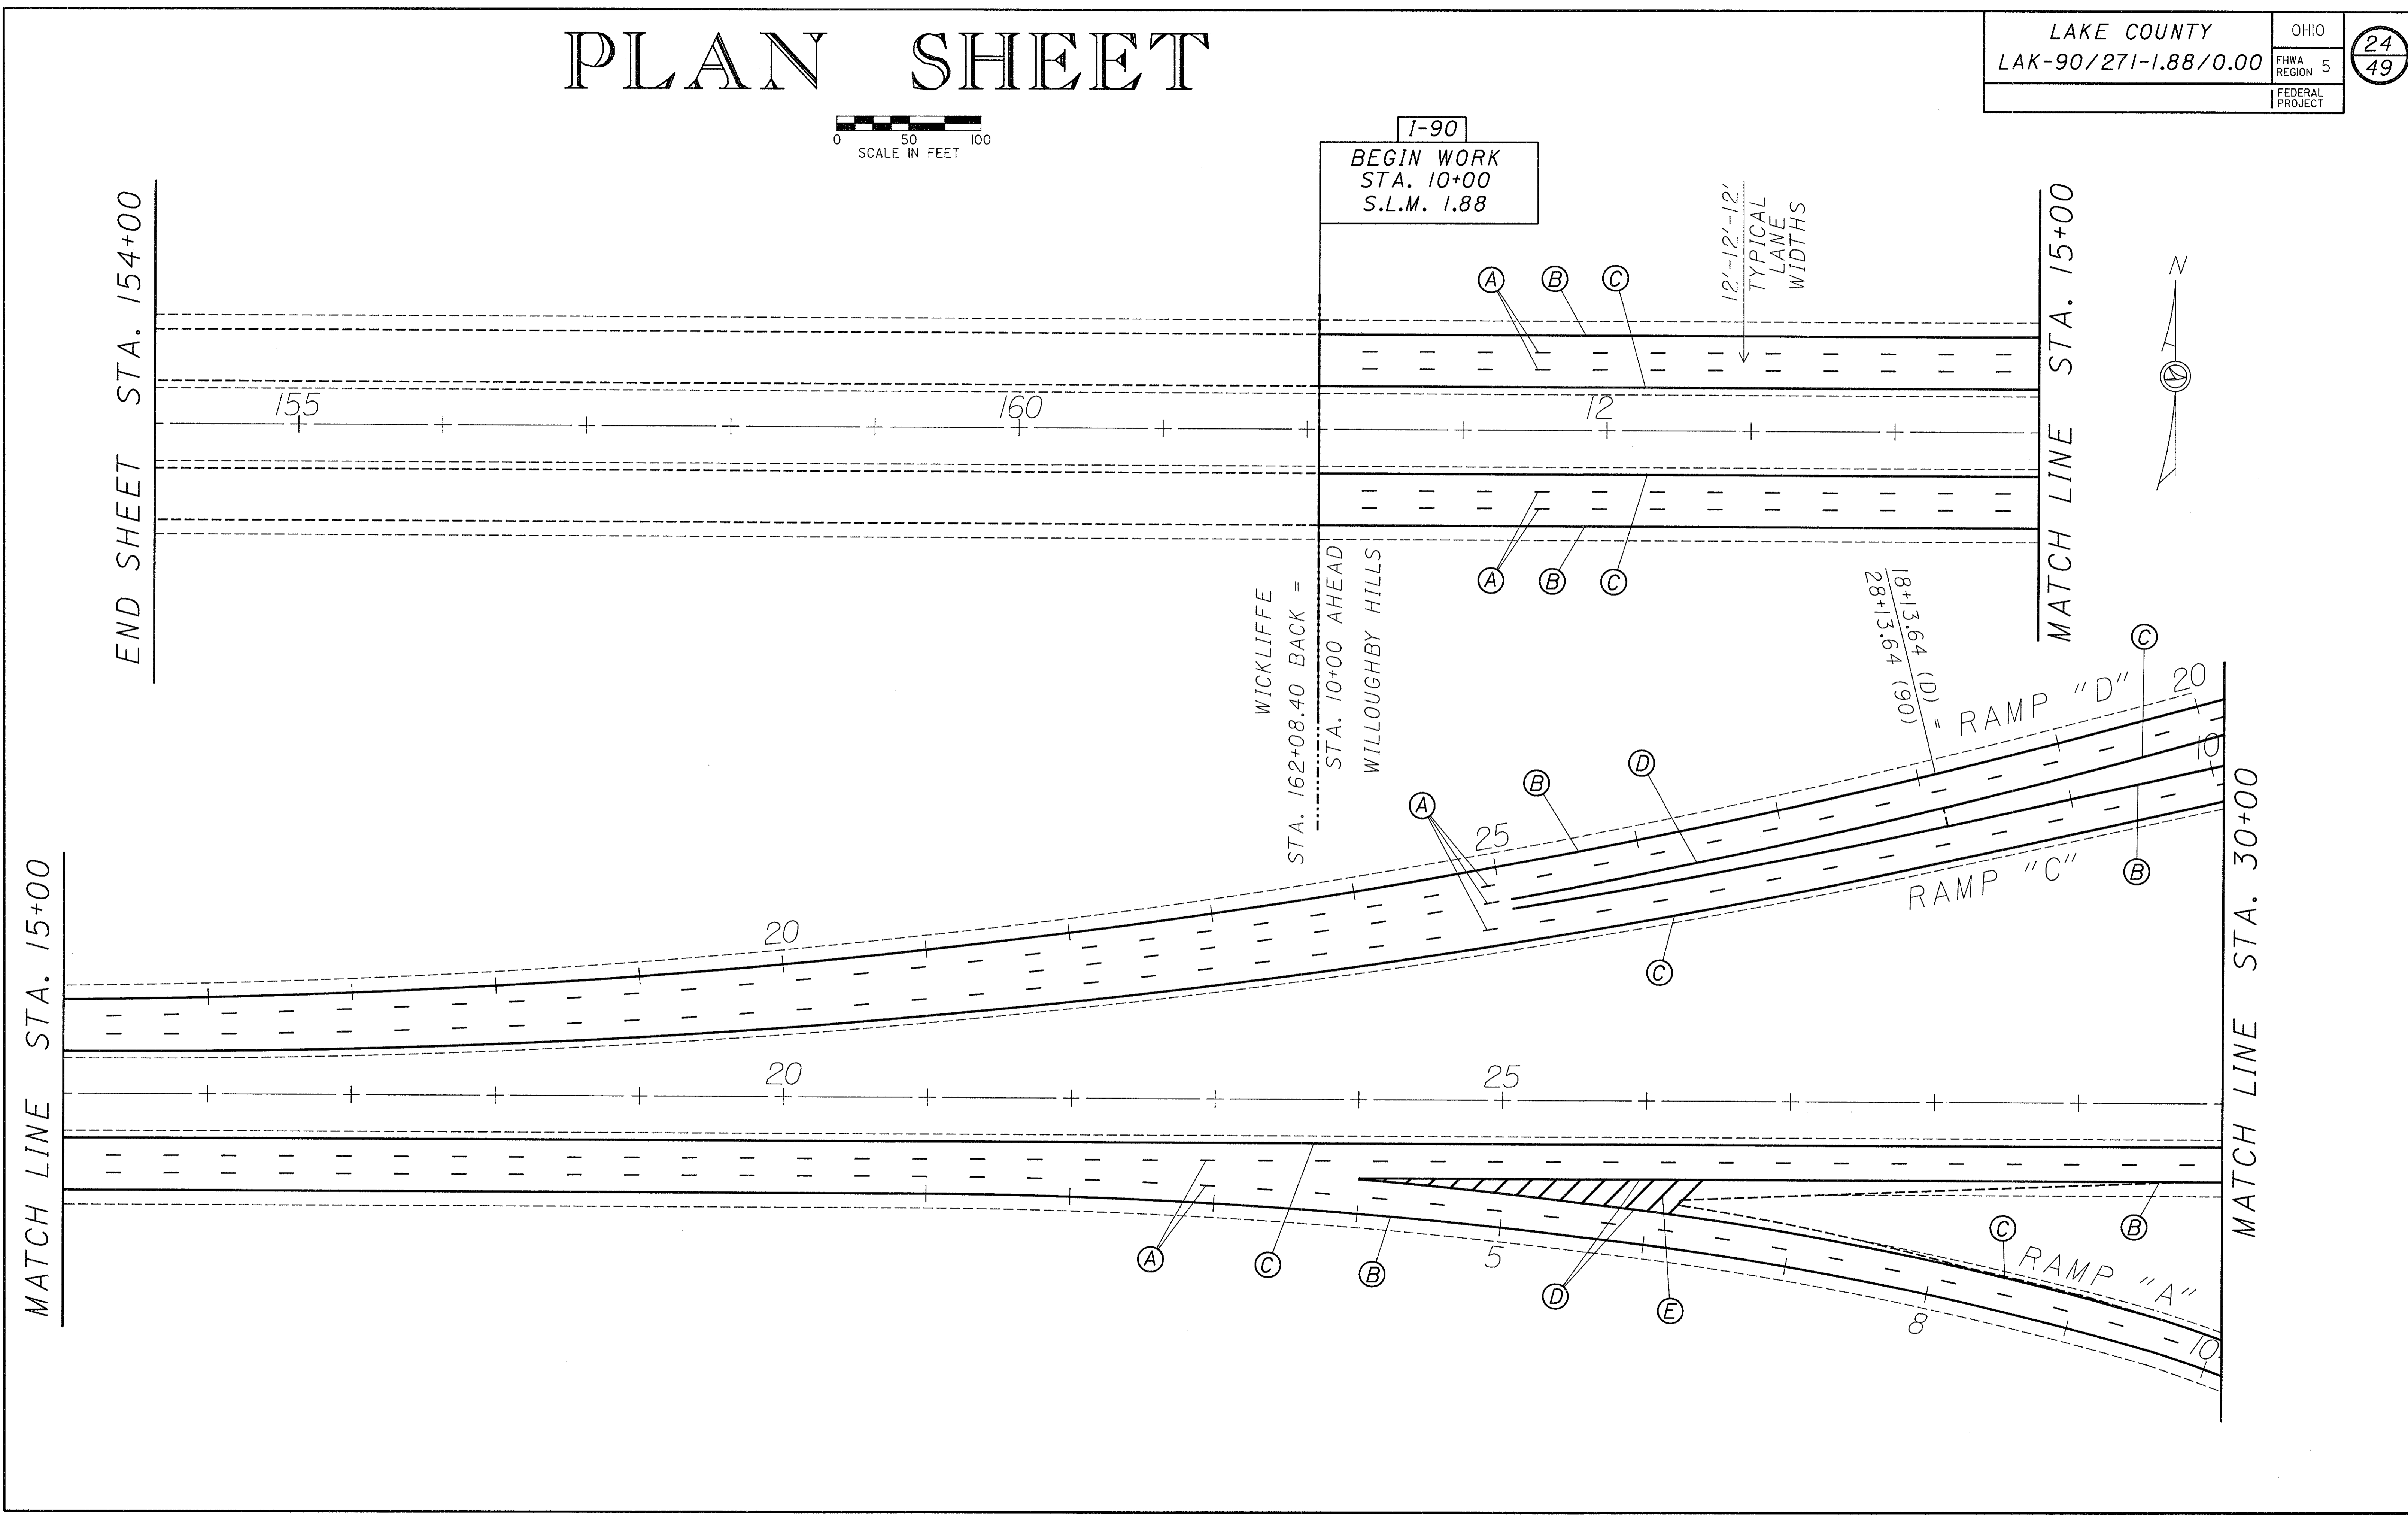 PLAN SHEET
LAKE COUNTY
LAK-90/271-1.88/0.00
OHIO
FHWA
REGION 5
FEDERAL
PROJECT
24
49
0 50 100
SCALE IN FEET
I-90
BEGIN WORK
STA. 10+00
S.L.M. 1.88
END SHEET STA. 154+00
12'-12'-12'
TYPICAL
LANE
WIDTHS
MATCH LINE STA. 15+00
N
A
B
C
155
160
12
A
B
C
WICKLIFFE
STA. 162+08.40 BACK =
STA. 10+00 AHEAD
WILLOUGHBY HILLS
18+13.64 (D) =
28+13.64 (90)
RAMP "D"
20
C
10
A
B
D
25
RAMP "C"
B
C
MATCH LINE STA. 30+00
MATCH LINE STA. 15+00
20
20
25
A
C
B
5
D
E
8
C
RAMP "A"
B
10